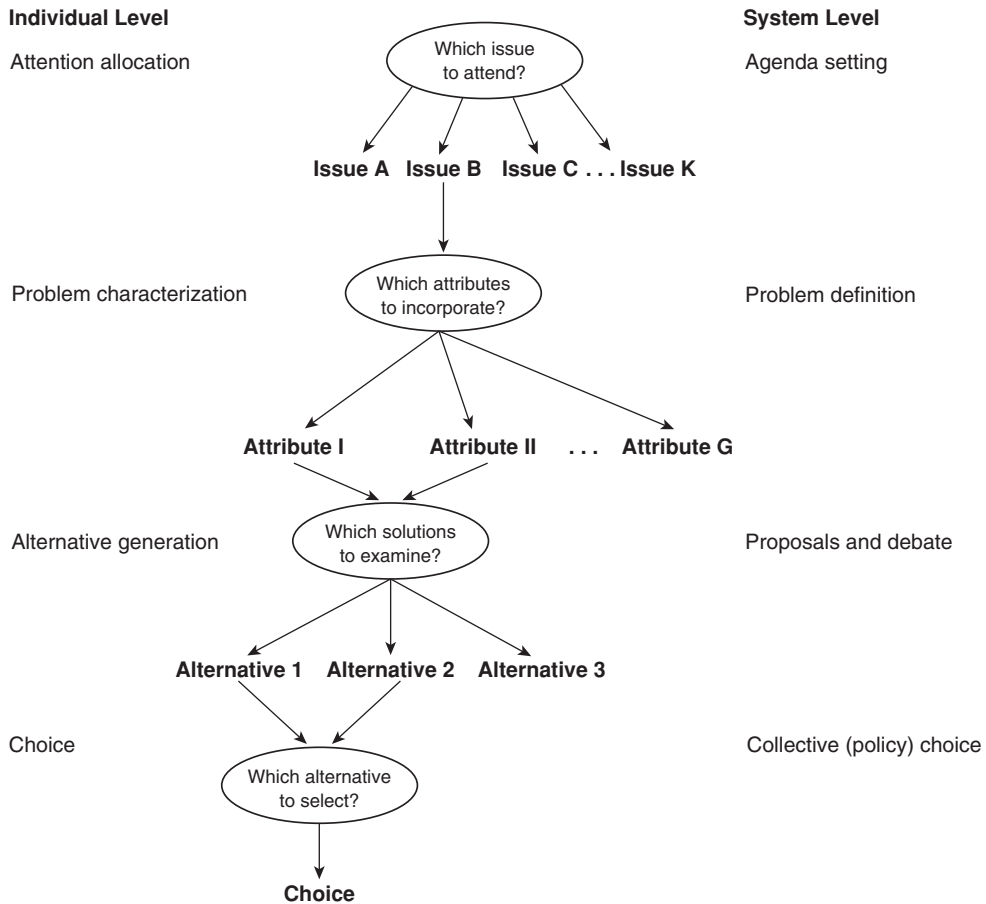 Individual Level
System Level
Attention allocation
Which issue
to attend?
Agenda setting
Issue A Issue B Issue C . . . Issue K
Problem characterization
Which attributes
to incorporate?
Problem definition
Attribute I Attribute II . . . Attribute G
Alternative generation
Which solutions
to examine?
Proposals and debate
Alternative 1 Alternative 2 Alternative 3
Choice
Collective (policy) choice
Which alternative
to select?
Choice